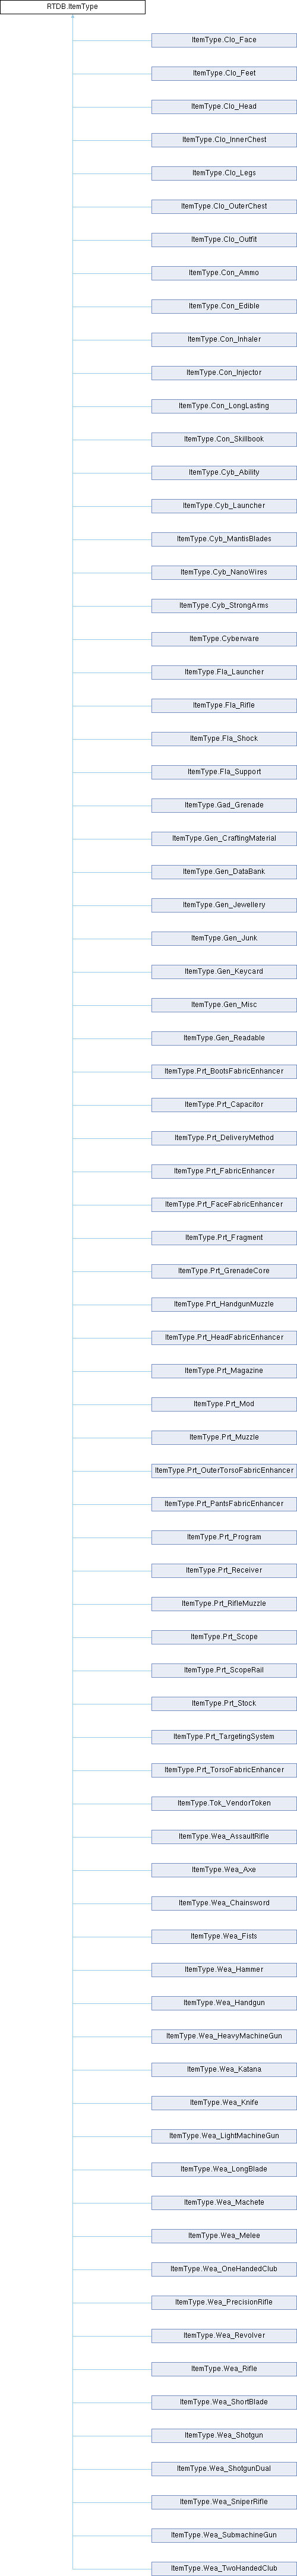 RTDB.ItemType
ItemType.Clo_Face
ItemType.Clo_Feet
ItemType.Clo_Head
ItemType.Clo_InnerChest
ItemType.Clo_Legs
ItemType.Clo_OuterChest
ItemType.Clo_Outfit
ItemType.Con_Ammo
ItemType.Con_Edible
ItemType.Con_Inhaler
ItemType.Con_Injector
ItemType.Con_LongLasting
ItemType.Con_Skillbook
ItemType.Cyb_Ability
ItemType.Cyb_Launcher
ItemType.Cyb_MantisBlades
ItemType.Cyb_NanoWires
ItemType.Cyb_StrongArms
ItemType.Cyberware
ItemType.Fla_Launcher
ItemType.Fla_Rifle
ItemType.Fla_Shock
ItemType.Fla_Support
ItemType.Gad_Grenade
ItemType.Gen_CraftingMaterial
ItemType.Gen_DataBank
ItemType.Gen_Jewellery
ItemType.Gen_Junk
ItemType.Gen_Keycard
ItemType.Gen_Misc
ItemType.Gen_Readable
ItemType.Prt_BootsFabricEnhancer
ItemType.Prt_Capacitor
ItemType.Prt_DeliveryMethod
ItemType.Prt_FabricEnhancer
ItemType.Prt_FaceFabricEnhancer
ItemType.Prt_Fragment
ItemType.Prt_GrenadeCore
ItemType.Prt_HandgunMuzzle
ItemType.Prt_HeadFabricEnhancer
ItemType.Prt_Magazine
ItemType.Prt_Mod
ItemType.Prt_Muzzle
ItemType.Prt_OuterTorsoFabricEnhancer
ItemType.Prt_PantsFabricEnhancer
ItemType.Prt_Program
ItemType.Prt_Receiver
ItemType.Prt_RifleMuzzle
ItemType.Prt_Scope
ItemType.Prt_ScopeRail
ItemType.Prt_Stock
ItemType.Prt_TargetingSystem
ItemType.Prt_TorsoFabricEnhancer
ItemType.Tok_VendorToken
ItemType.Wea_AssaultRifle
ItemType.Wea_Axe
ItemType.Wea_Chainsword
ItemType.Wea_Fists
ItemType.Wea_Hammer
ItemType.Wea_Handgun
ItemType.Wea_HeavyMachineGun
ItemType.Wea_Katana
ItemType.Wea_Knife
ItemType.Wea_LightMachineGun
ItemType.Wea_LongBlade
ItemType.Wea_Machete
ItemType.Wea_Melee
ItemType.Wea_OneHandedClub
ItemType.Wea_PrecisionRifle
ItemType.Wea_Revolver
ItemType.Wea_Rifle
ItemType.Wea_ShortBlade
ItemType.Wea_Shotgun
ItemType.Wea_ShotgunDual
ItemType.Wea_SniperRifle
ItemType.Wea_SubmachineGun
ItemType.Wea_TwoHandedClub